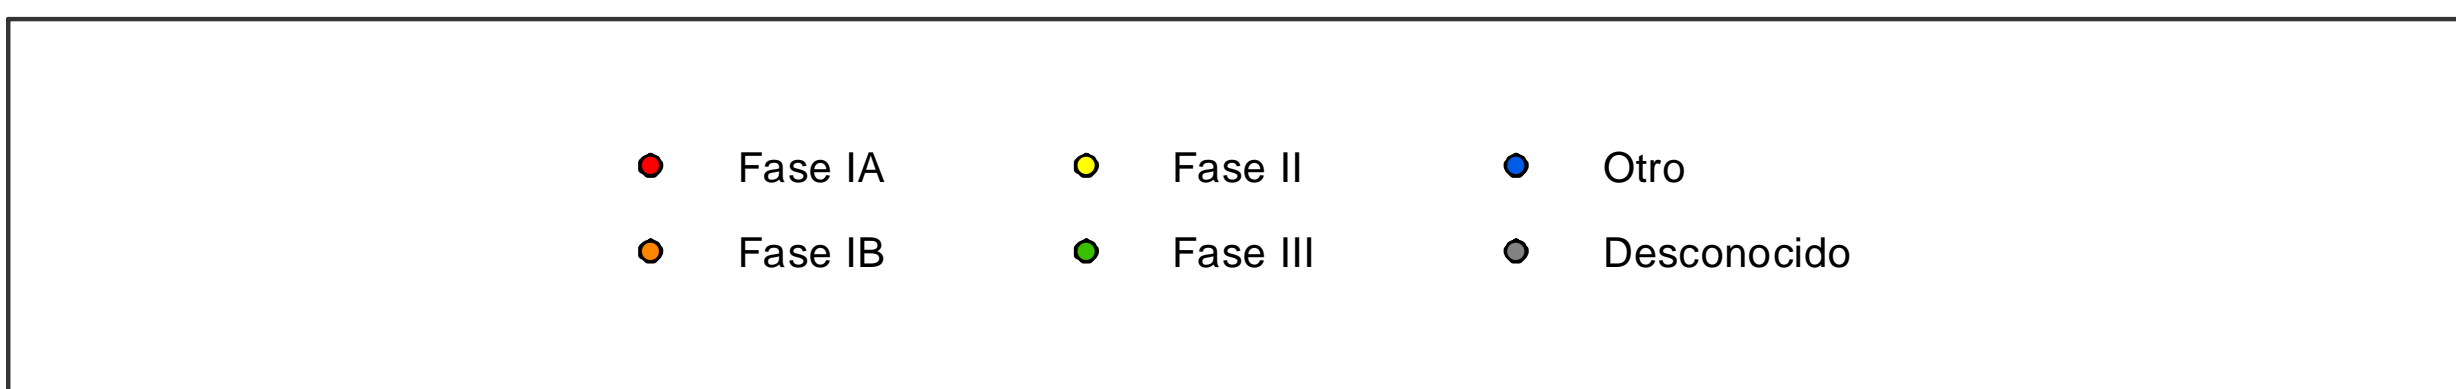 Fase IA Fase II Otro
Fase IB Fase III Desconocido